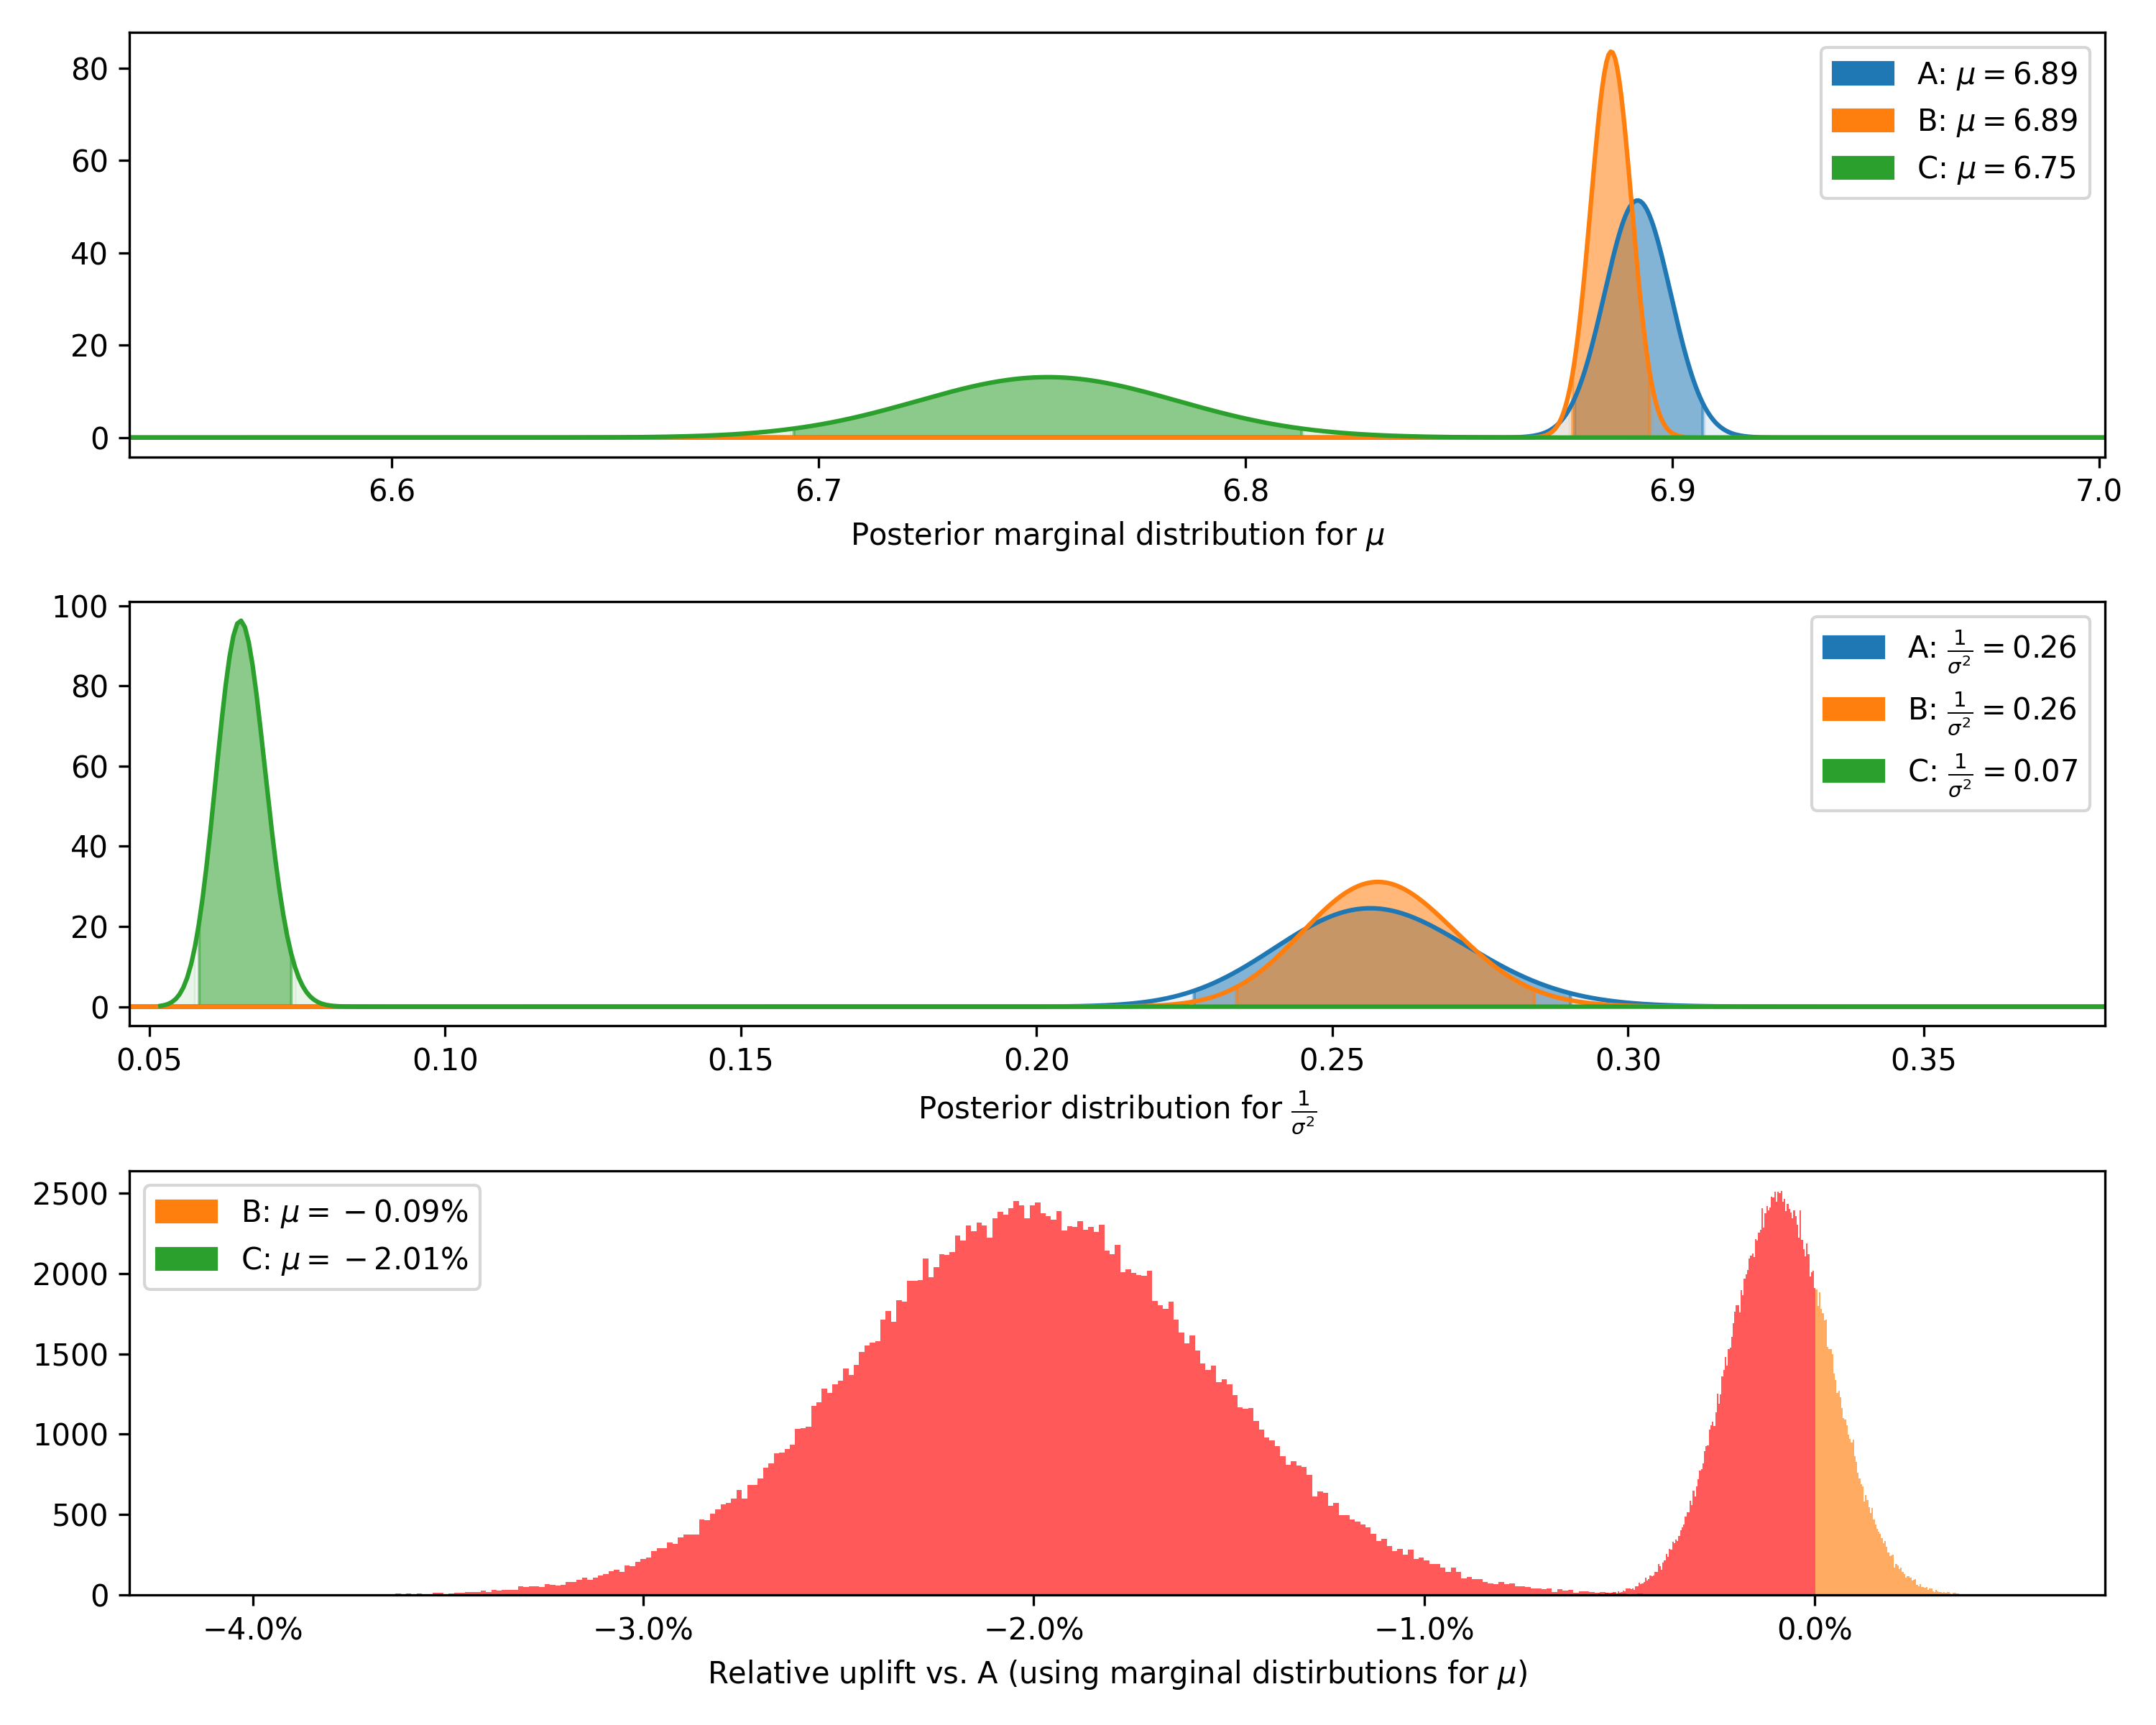 80
60
40
20
0
A: μ = 6.89
B: μ = 6.89
C: μ = 6.75
6.6 6.7 6.8 6.9 7.0
Posterior marginal distribution for μ
100
80
60
40
20
0
A: 1/σ² = 0.26
B: 1/σ² = 0.26
C: 1/σ² = 0.07
0.05 0.10 0.15 0.20 0.25 0.30 0.35
Posterior distribution for 1/σ²
2500
2000
1500
1000
500
0
B: μ = −0.09%
C: μ = −2.01%
−4.0% −3.0% −2.0% −1.0% 0.0%
Relative uplift vs. A (using marginal distirbutions for μ)